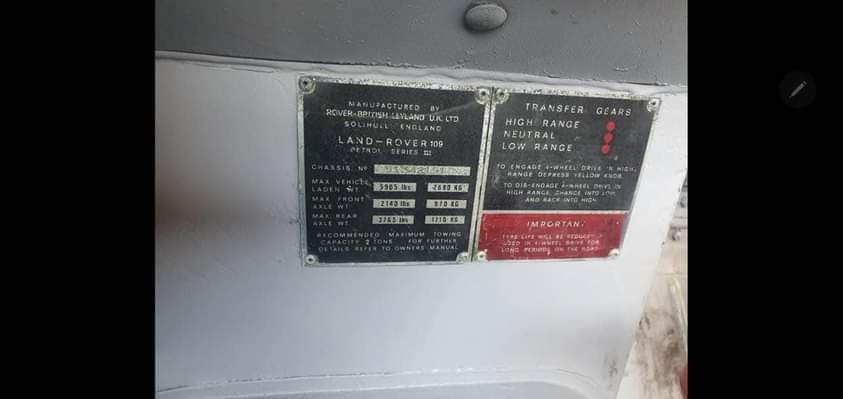 MANUFACTURED BY
ROVER-BRITISH LEYLAND U.K. LTD
SOLIHULL ENGLAND
LAND-ROVER 109
PETROL SERIES III
CHASSIS Nº
MAX. VEHICLE LADEN WT. 5905 lbs 2680 KG
MAX. FRONT AXLE WT. 2140 lbs 970 KG
MAX. REAR AXLE WT. 3765 lbs 1710 KG
RECOMMENDED MAXIMUM TOWING
CAPACITY 2 TONS. FOR FURTHER
DETAILS REFER TO OWNERS MANUAL
TRANSFER GEARS
HIGH RANGE
NEUTRAL
LOW RANGE
TO ENGAGE 4-WHEEL DRIVE IN HIGH
RANGE DEPRESS YELLOW KNOB
TO DIS-ENGAGE 4-WHEEL DRIVE IN
HIGH RANGE, CHANGE INTO LOW
AND BACK INTO HIGH
IMPORTANT
TYRE LIFE WILL BE REDUCED IF
USED IN 4-WHEEL DRIVE FOR
LONG PERIODS ON THE ROAD